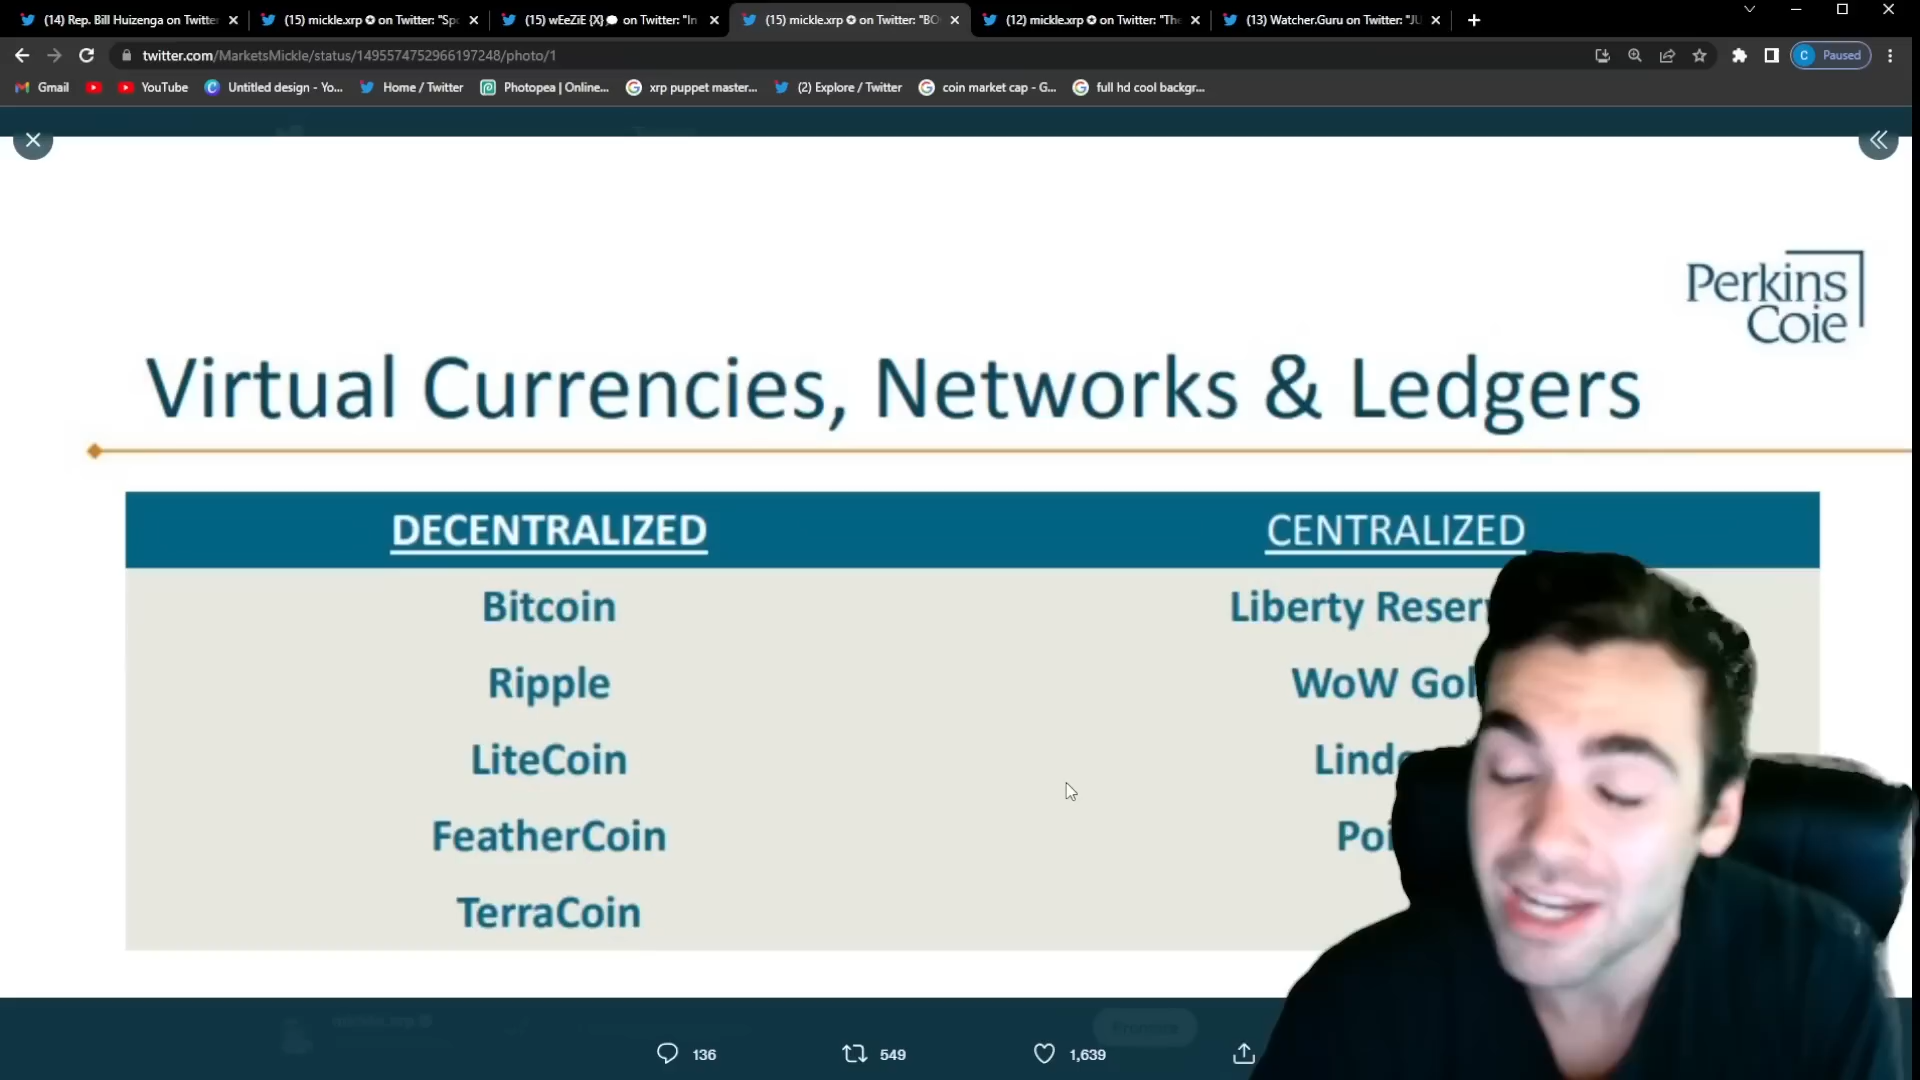 (14) Rep. Bill Huizenga on Twitter
(15) mickle.xrp on Twitter: "Spo
(15) wEeZiE {X} on Twitter: "In
(15) mickle.xrp on Twitter: "BO
(12) mickle.xrp on Twitter: "The
(13) Watcher.Guru on Twitter: "JU
twitter.com/MarketsMickle/status/1495574752966197248/photo/1
C Paused
Gmail
YouTube
Untitled design - Yo...
Home / Twitter
Photopea | Online...
xrp puppet master...
(2) Explore / Twitter
coin market cap - G...
full hd cool backgr...
Perkins
Coie
Virtual Currencies, Networks & Ledgers
DECENTRALIZED
CENTRALIZED
Bitcoin
Liberty Reser
Ripple
WoW Gol
LiteCoin
Lind
FeatherCoin
Poi
TerraCoin
136
549
1,639